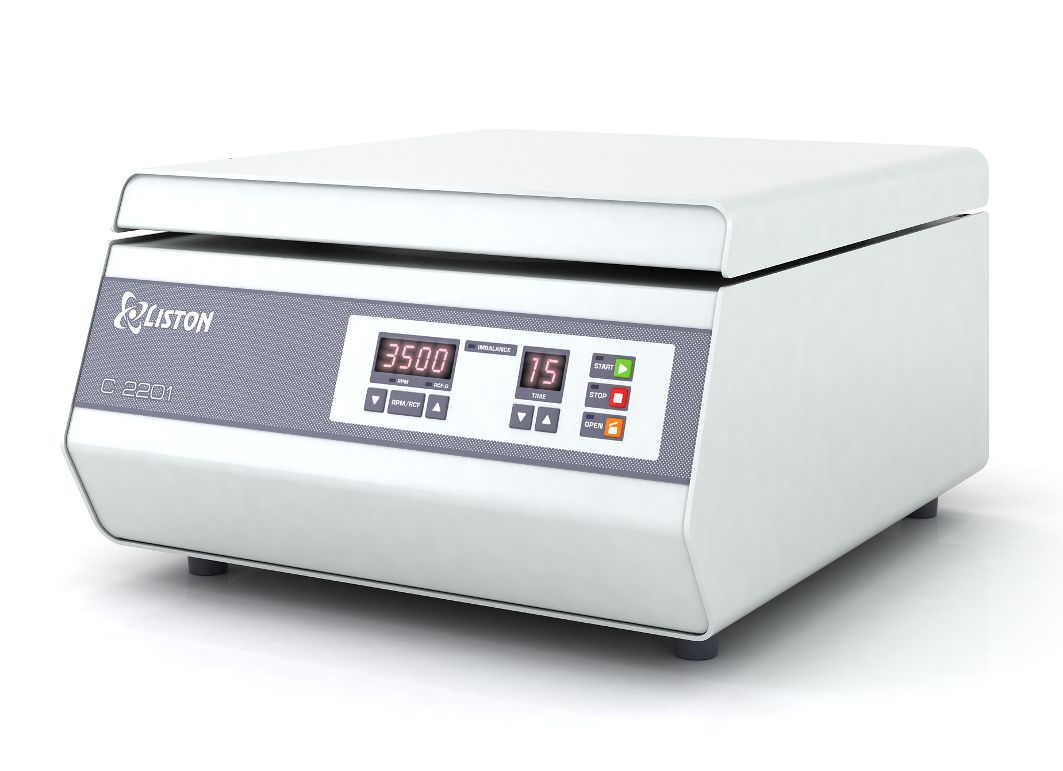 LISTON
C-2201
3500
IMBALANCE
15
RPM
RCF-G
TIME
RPM/RCF
START
STOP
OPEN